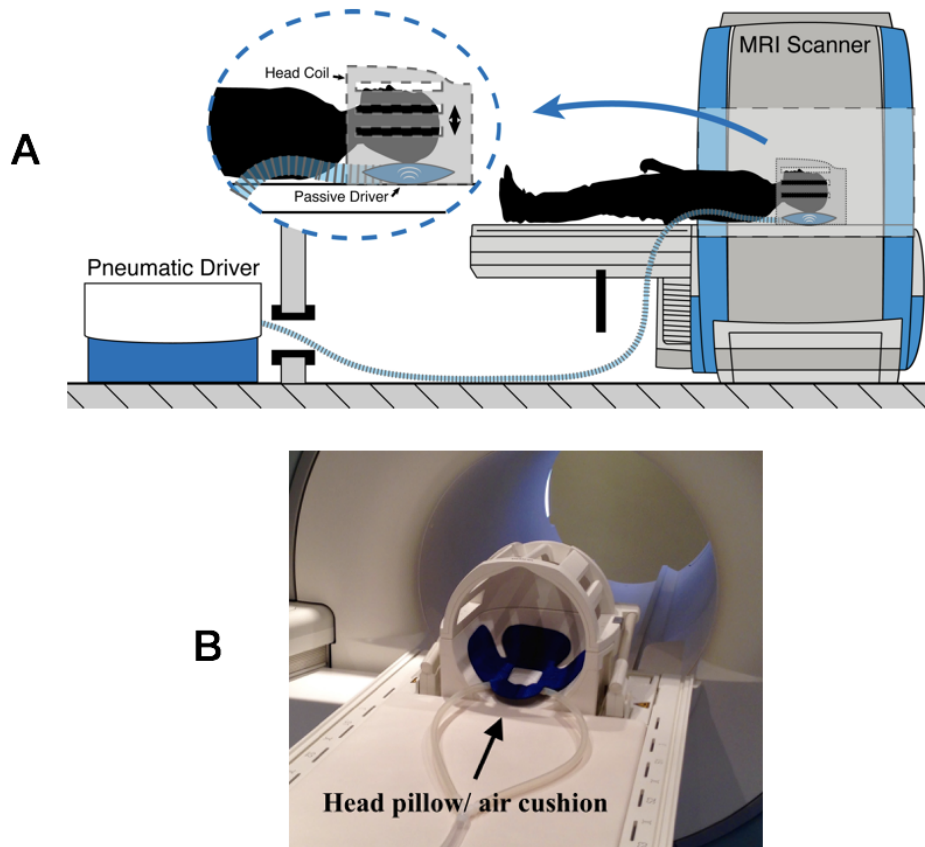 A
Head Coil
MRI Scanner
Passive Driver
Pneumatic Driver
B
Head pillow/ air cushion